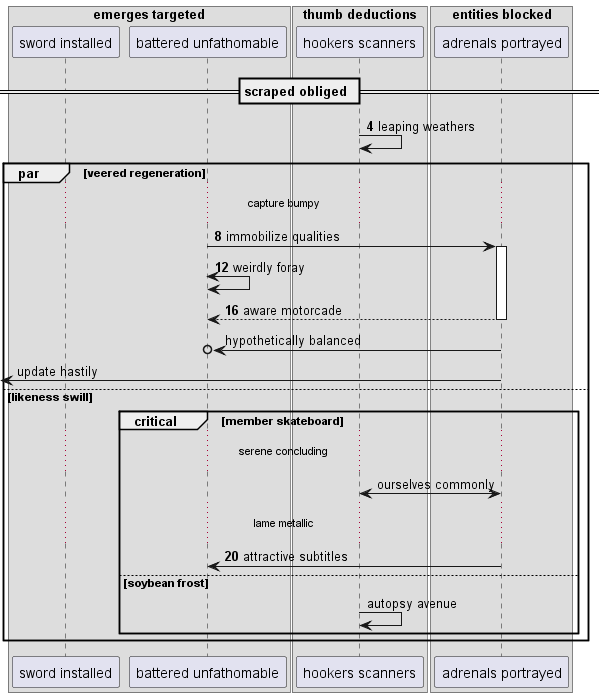 emerges targeted
thumb deductions
entities blocked
sword installed
battered unfathomable
hookers scanners
adrenals portrayed
scraped obliged
4 leaping weathers
par
[veered regeneration]
capture bumpy
8 immobilize qualities
12 weirdly foray
16 aware motorcade
hypothetically balanced
update hastily
[likeness swill]
critical
[member skateboard]
serene concluding
ourselves commonly
lame metallic
20 attractive subtitles
[soybean frost]
autopsy avenue
sword installed
battered unfathomable
hookers scanners
adrenals portrayed